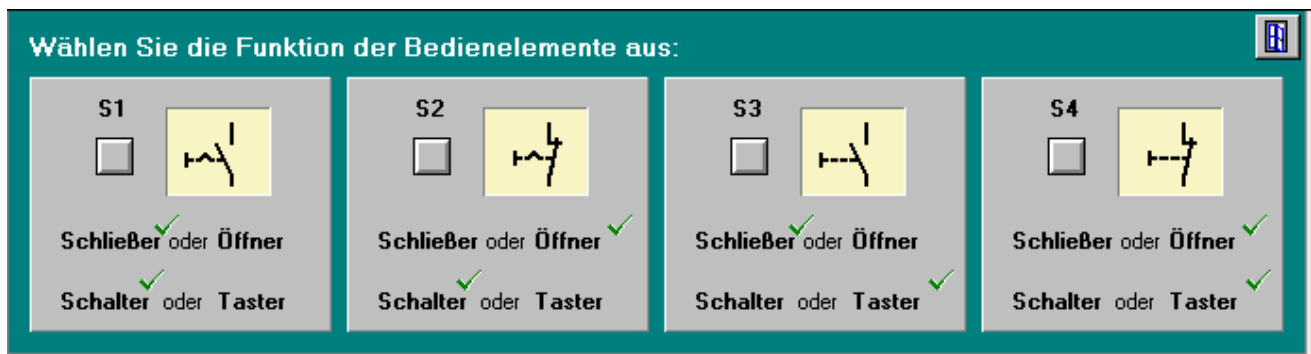 Wählen Sie die Funktion der Bedienelemente aus:
S1
Schließer oder Öffner
Schalter oder Taster
S2
Schließer oder Öffner
Schalter oder Taster
S3
Schließer oder Öffner
Schalter oder Taster
S4
Schließer oder Öffner
Schalter oder Taster